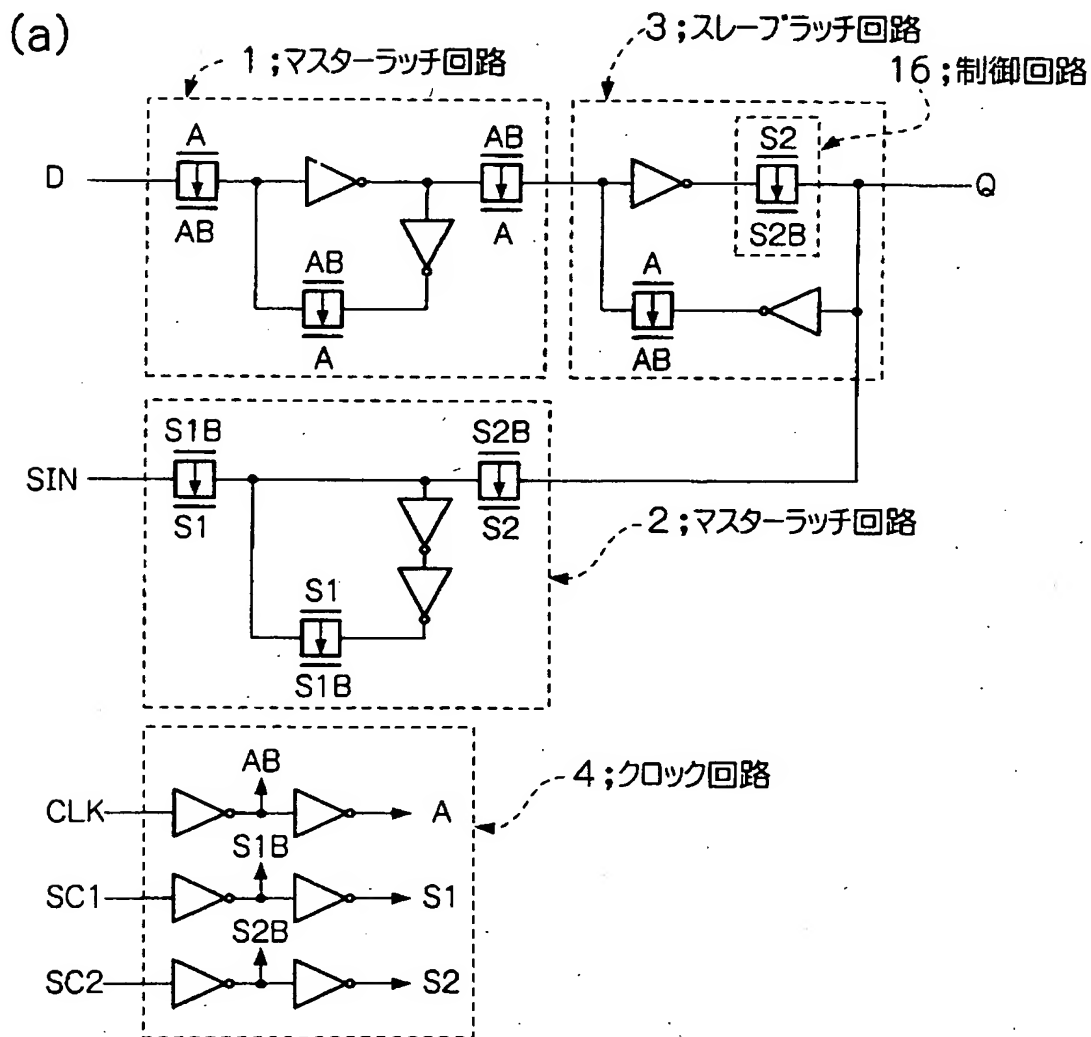 (a)
1;マスターラッチ回路
3;スレーブラッチ回路
16;制御回路
D
A
AB
AB
A
AB
A
S2
S2B
A
AB
Q
SIN
S1B
S1
S2B
S2
S1
S1B
2;マスターラッチ回路
4;クロック回路
CLK
AB
A
SC1
S1B
S1
SC2
S2B
S2